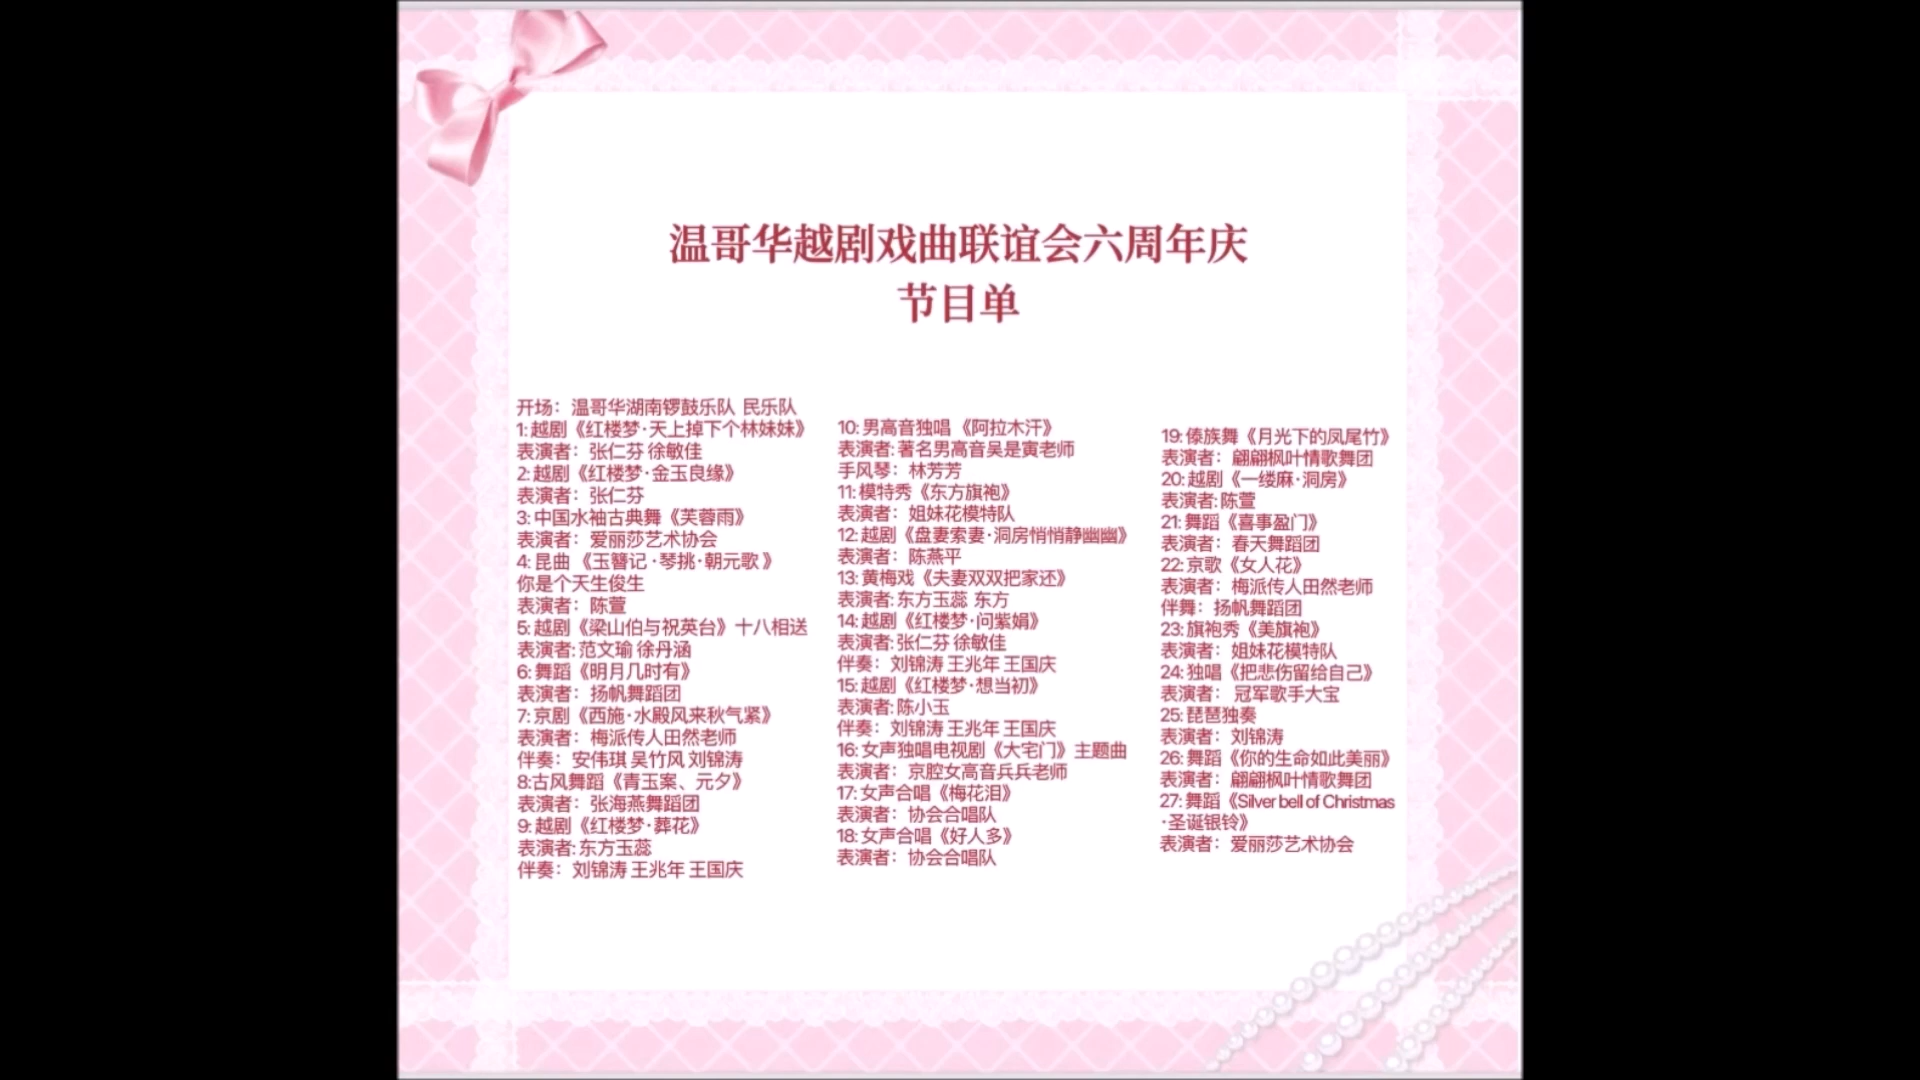 温哥华越剧戏曲联谊会六周年庆
节目单
开场：温哥华湖南锣鼓乐队 民乐队
1:越剧《红楼梦·天上掉下个林妹妹》
表演者：张仁芬 徐敏佳
2:越剧《红楼梦·金玉良缘》
表演者：张仁芬
3:中国水袖古典舞《芙蓉雨》
表演者：爱丽莎艺术协会
4:昆曲 《玉簪记·琴挑·朝元歌 》
你是个天生俊生
表演者：陈萱
5:越剧《梁山伯与祝英台》十八相送
表演者:范文瑜 徐丹涵
6:舞蹈《明月几时有》
表演者：扬帆舞蹈团
7:京剧《西施·水殿风来秋气紧》
表演者：梅派传人田然老师
伴奏：安伟琪 吴竹风 刘锦涛
8:古风舞蹈《青玉案、元夕》
表演者：张海燕舞蹈团
9:越剧《红楼梦·葬花》
表演者:东方玉蕊
伴奏：刘锦涛 王兆年 王国庆
10:男高音独唱 《阿拉木汗》
表演者:著名男高音吴是寅老师
手风琴：林芳芳
11:模特秀《东方旗袍》
表演者：姐妹花模特队
12:越剧《盘妻索妻·洞房悄悄静幽幽》
表演者：陈燕平
13:黄梅戏《夫妻双双把家还》
表演者:东方玉蕊 东方
14:越剧《红楼梦·问紫娟》
表演者:张仁芬 徐敏佳
伴奏：刘锦涛 王兆年 王国庆
15:越剧《红楼梦·想当初》
表演者:陈小玉
伴奏：刘锦涛 王兆年 王国庆
16:女声独唱电视剧《大宅门》主题曲
表演者：京腔女高音兵兵老师
17:女声合唱《梅花泪》
表演者：协会合唱队
18:女声合唱《好人多》
表演者：协会合唱队
19:傣族舞《月光下的凤尾竹》
表演者：翩翩枫叶情歌舞团
20:越剧《一缕麻·洞房》
表演者:陈萱
21:舞蹈《喜事盈门》
表演者：春天舞蹈团
22:京歌《女人花》
表演者：梅派传人田然老师
伴舞：扬帆舞蹈团
23:旗袍秀《美旗袍》
表演者：姐妹花模特队
24:独唱《把悲伤留给自己》
表演者： 冠军歌手大宝
25:琵琶独奏
表演者：刘锦涛
26:舞蹈《你的生命如此美丽》
表演者：翩翩枫叶情歌舞团
27:舞蹈《Silver bell of Christmas
·圣诞银铃》
表演者：爱丽莎艺术协会